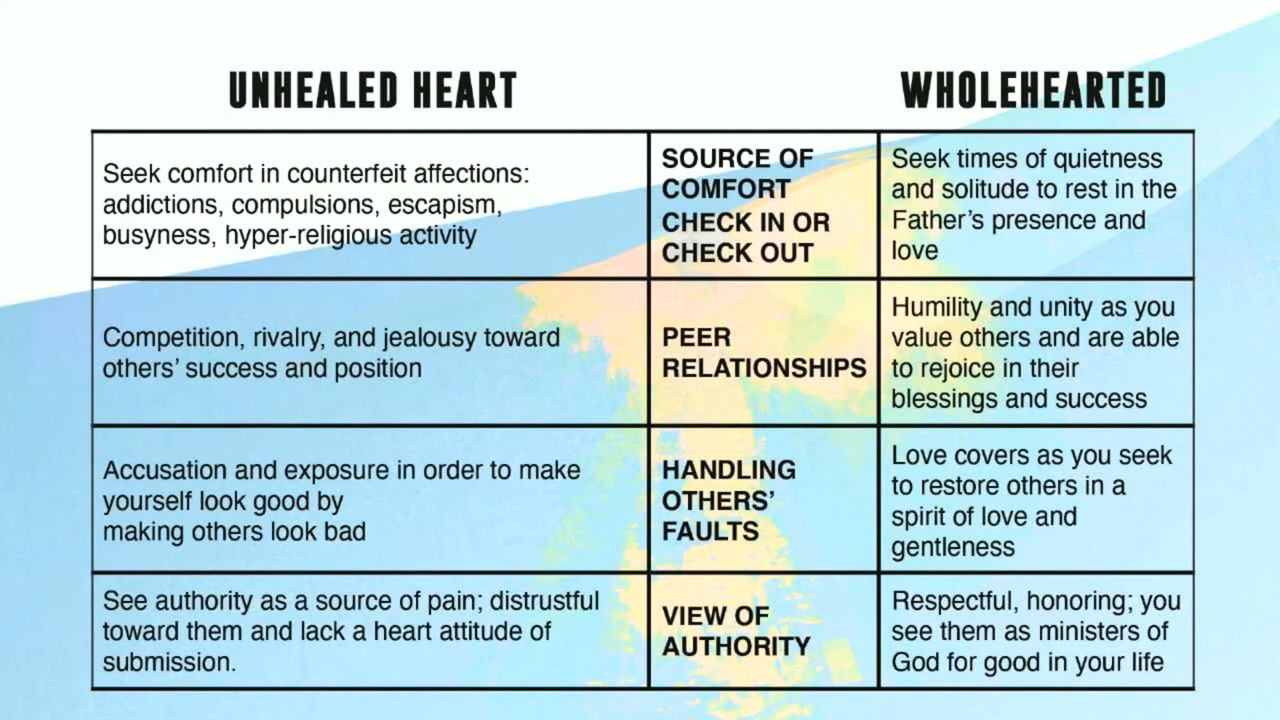 UNHEALED HEART
WHOLEHEARTED
Seek comfort in counterfeit affections:
addictions, compulsions, escapism,
busyness, hyper-religious activity
SOURCE OF
COMFORT
CHECK IN OR
CHECK OUT
Seek times of quietness
and solitude to rest in the
Father’s presence and
love
Competition, rivalry, and jealousy toward
others’ success and position
PEER
RELATIONSHIPS
Humility and unity as you
value others and are able
to rejoice in their
blessings and success
Accusation and exposure in order to make
yourself look good by
making others look bad
HANDLING
OTHERS’
FAULTS
Love covers as you seek
to restore others in a
spirit of love and
gentleness
See authority as a source of pain; distrustful
toward them and lack a heart attitude of
submission.
VIEW OF
AUTHORITY
Respectful, honoring; you
see them as ministers of
God for good in your life